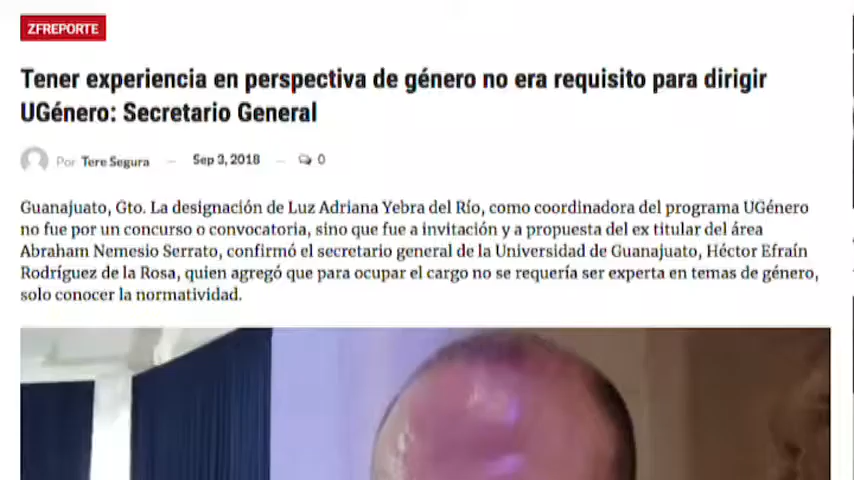 ZFREPORTE
Tener experiencia en perspectiva de género no era requisito para dirigir
UGénero: Secretario General
Por Tere Segura — Sep 3, 2018 — 0
Guanajuato, Gto. La designación de Luz Adriana Yebra del Río, como coordinadora del programa UGénero
no fue por un concurso o convocatoria, sino que fue a invitación y a propuesta del ex titular del área
Abraham Nemesio Serrato, confirmó el secretario general de la Universidad de Guanajuato, Héctor Efraín
Rodríguez de la Rosa, quien agregó que para ocupar el cargo no se requería ser experta en temas de género,
solo conocer la normatividad.